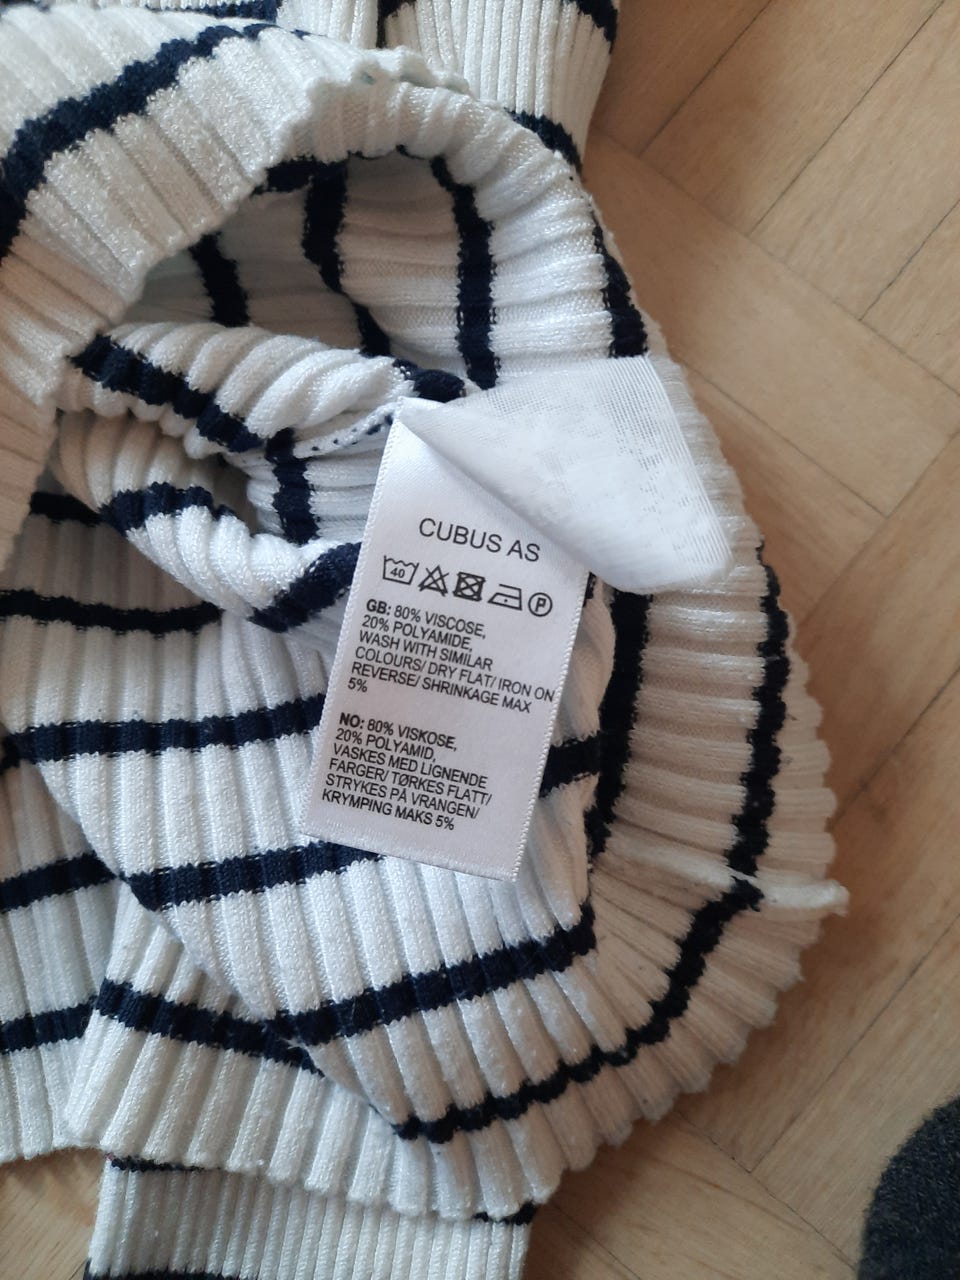 CUBUS AS
40 P
GB: 80% VISCOSE,
20% POLYAMIDE,
WASH WITH SIMILAR
COLOURS/ DRY FLAT/ IRON ON
REVERSE/ SHRINKAGE MAX
5%
NO: 80% VISKOSE,
20% POLYAMID,
VASKES MED LIGNENDE
FARGER/ TØRKES FLATT/
STRYKES PÅ VRANGEN/
KRYMPING MAKS 5%